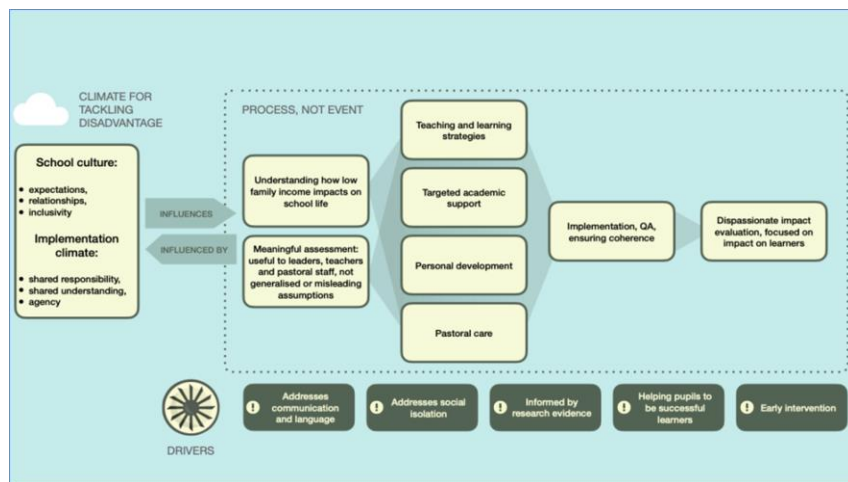 CLIMATE FOR
TACKLING
DISADVANTAGE
School culture:
• expectations,
• relationships,
• inclusivity
Implementation
climate:
• shared responsibility,
• shared understanding,
• agency
INFLUENCES
INFLUENCED BY
PROCESS, NOT EVENT
Understanding how low
family income impacts on
school life
Meaningful assessment:
useful to leaders, teachers
and pastoral staff, not
generalised or misleading
assumptions
Teaching and learning
strategies
Targeted academic
support
Personal development
Pastoral care
Implementation, QA,
ensuring coherence
Dispassionate impact
evaluation, focused on
impact on learners
DRIVERS
! Addresses
communication
and language
! Addresses social
isolation
! Informed by
research evidence
! Helping pupils to
be successful
learners
! Early intervention